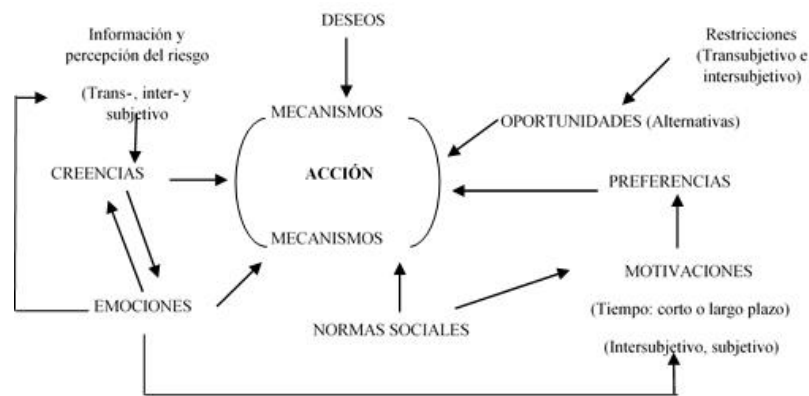 DESEOS
Información y
percepción del riesgo
(Trans-, inter- y
subjetivo
Restricciones
(Transubjetivo e
intersubjetivo)
MECANISMOS
OPORTUNIDADES (Alternativas)
CREENCIAS
ACCIÓN
PREFERENCIAS
MECANISMOS
MOTIVACIONES
(Tiempo: corto o largo plazo)
(Intersubjetivo, subjetivo)
EMOCIONES
NORMAS SOCIALES